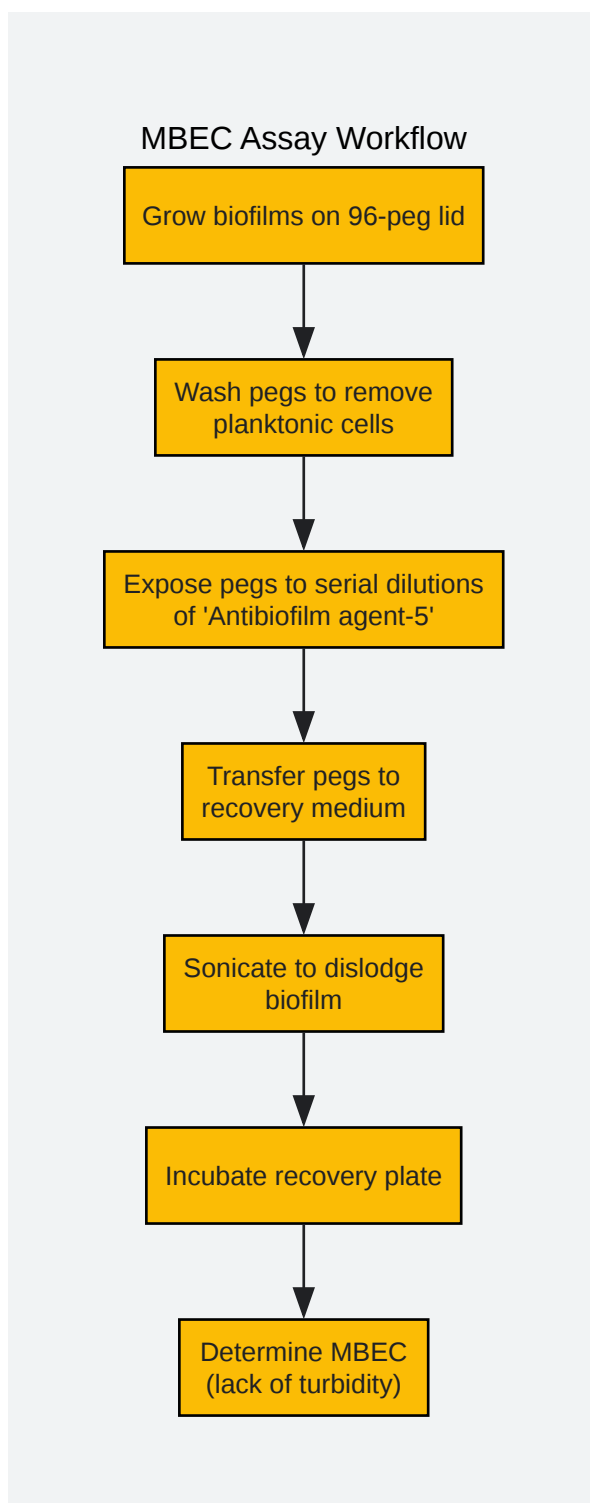 MBEC Assay Workflow
Grow biofilms on 96-peg lid
Wash pegs to remove
planktonic cells
Expose pegs to serial dilutions
of 'Antibiofilm agent-5'
Transfer pegs to
recovery medium
Sonicate to dislodge
biofilm
Incubate recovery plate
Determine MBEC
(lack of turbidity)